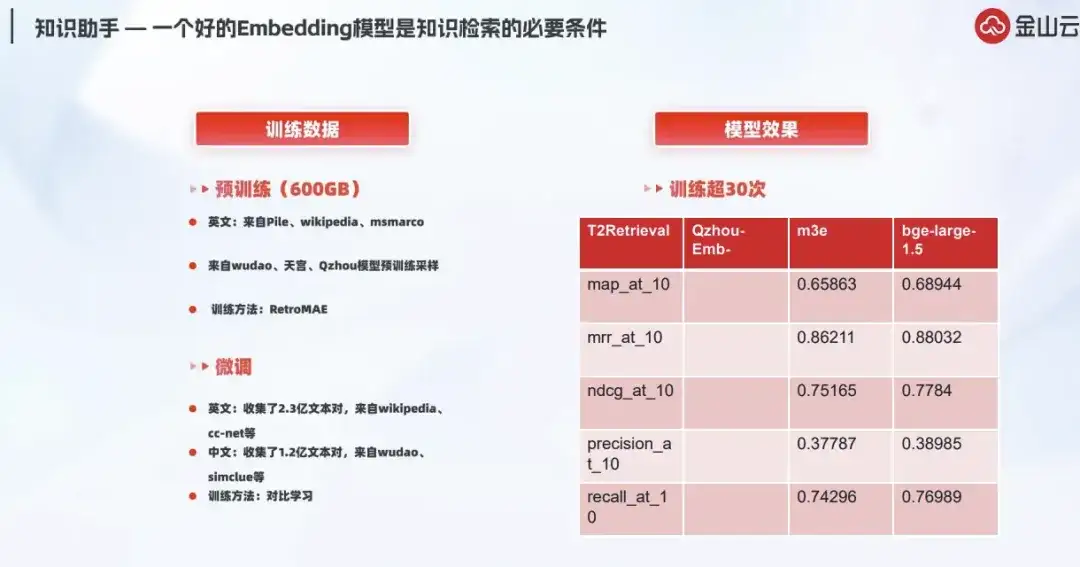 知识助手 — 一个好的Embedding模型是知识检索的必要条件
金山云
训练数据
预训练（600GB）
英文：来自Pile、wikipedia、msmarco
来自wudao、天宫、Qzhou模型预训练采样
训练方法：RetroMAE
微调
英文：收集了2.3亿文本对，来自wikipedia、
cc-net等
中文：收集了1.2亿文本对，来自wudao、
simclue等
训练方法：对比学习
模型效果
训练超30次
T2Retrieval Qzhou- m3e bge-large-
Emb- 1.5
map_at_10 0.65863 0.68944
mrr_at_10 0.86211 0.88032
ndcg_at_10 0.75165 0.7784
precision_a 0.37787 0.38985
t_10
recall_at_1 0.74296 0.76989
0